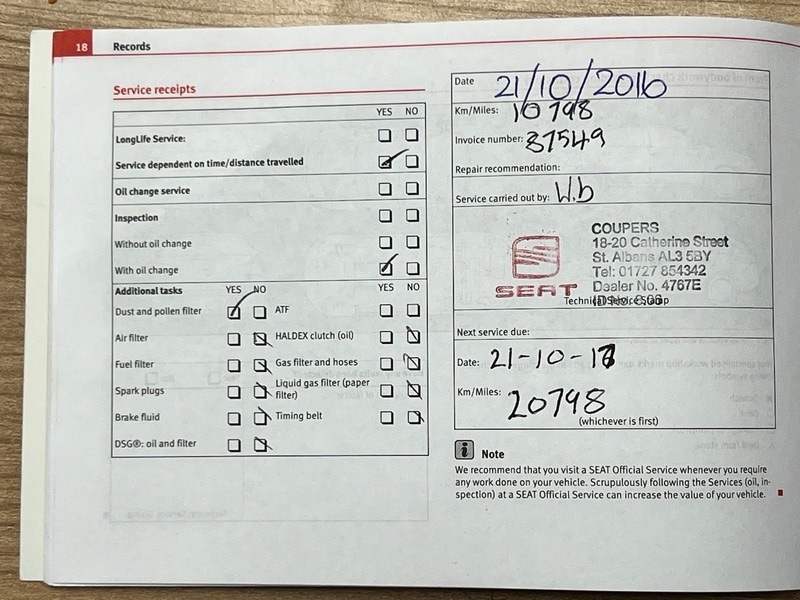 18 Records
Service receipts
YES NO
LongLife Service:
Service dependent on time/distance travelled
Oil change service
Inspection
Without oil change
With oil change
Additional tasks YES NO YES NO
Dust and pollen filter ATF
Air filter HALDEX clutch (oil)
Fuel filter Gas filter and hoses
Spark plugs Liquid gas filter (paper
filter)
Brake fluid Timing belt
DSG®: oil and filter
Date 21/10/2016
Km/Miles: 10798
Invoice number: 87549
Repair recommendation:
Service carried out by: W.b
SEAT
COUPERS
18-20 Catherine Street
St. Albans AL3 5BY
Tel: 01727 854342
Dealer No. 4767E
Technical Service Stamp
Next service due:
Date: 21-10-17
Km/Miles: 20798
(whichever is first)
i Note
We recommend that you visit a SEAT Official Service whenever you require
any work done on your vehicle. Scrupulously following the Services (oil, in-
spection) at a SEAT Official Service can increase the value of your vehicle.